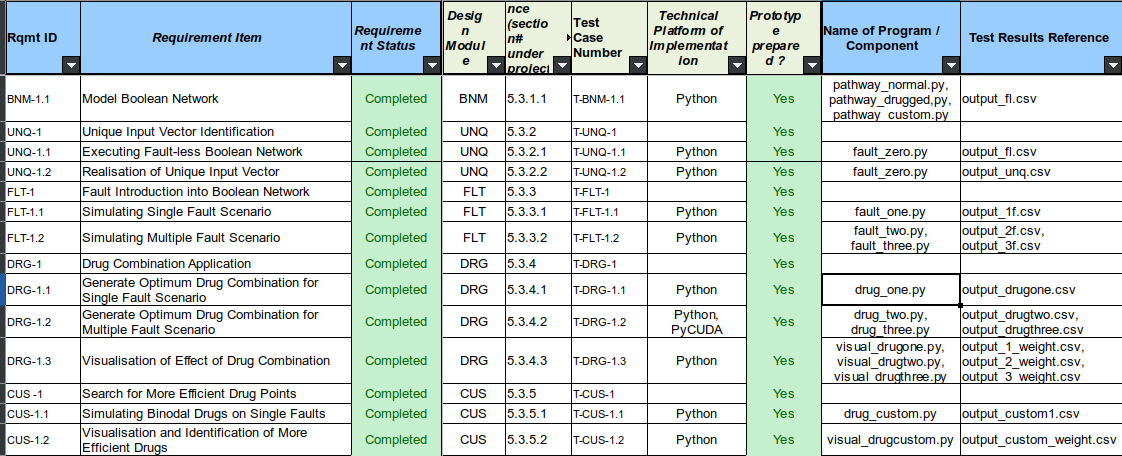 Rqmt ID
Requirement Item
Requireme
nt Status
Desig
n
Modul
e
nce
(sectio
n#
under
project
Test
Case
Number
Technical
Platform of
Implementat
ion
Prototyp
e
prepare
d ?
Name of Program /
Component
Test Results Reference
BNM-1.1
Model Boolean Network
Completed
BNM
5.3.1.1
T-BNM-1.1
Python
Yes
pathway_normal.py,
pathway_drugged,py,
pathway_custom.py
output_fl.csv
UNQ-1
Unique Input Vector Identification
Completed
UNQ
5.3.2
T-UNQ-1
Yes
UNQ-1.1
Executing Fault-less Boolean Network
Completed
UNQ
5.3.2.1
T-UNQ-1.1
Python
Yes
fault_zero.py
output_fl.csv
UNQ-1.2
Realisation of Unique Input Vector
Completed
UNQ
5.3.2.2
T-UNQ-1.2
Python
Yes
fault_zero.py
output_unq.csv
FLT-1
Fault Introduction into Boolean Network
Completed
FLT
5.3.3
T-FLT-1
Yes
FLT-1.1
Simulating Single Fault Scenario
Completed
FLT
5.3.3.1
T-FLT-1.1
Python
Yes
fault_one.py
output_1f.csv
FLT-1.2
Simulating Multiple Fault Scenario
Completed
FLT
5.3.3.2
T-FLT-1.2
Python
Yes
fault_two.py,
fault_three.py
output_2f.csv,
output_3f.csv
DRG-1
Drug Combination Application
Completed
DRG
5.3.4
T-DRG-1
Yes
DRG-1.1
Generate Optimum Drug Combination for
Single Fault Scenario
Completed
DRG
5.3.4.1
T-DRG-1.1
Python
Yes
drug_one.py
output_drugone.csv
DRG-1.2
Generate Optimum Drug Combination for
Multiple Fault Scenario
Completed
DRG
5.3.4.2
T-DRG-1.2
Python,
PyCUDA
Yes
drug_two.py,
drug_three.py
output_drugtwo.csv,
output_drugthree.csv
DRG-1.3
Visualisation of Effect of Drug Combination
Completed
DRG
5.3.4.3
T-DRG-1.3
Python
Yes
visual_drugone.py,
visual_drugtwo.py,
visual_drugthree.py
output_1_weight.csv,
output_2_weight.csv,
output_3_weight.csv
CUS -1
Search for More Efficient Drug Points
Completed
CUS
5.3.5
T-CUS-1
Yes
CUS-1.1
Simulating Binodal Drugs on Single Faults
Completed
CUS
5.3.5.1
T-CUS-1.1
Python
Yes
drug_custom.py
output_custom1.csv
CUS-1.2
Visualisation and Identification of More
Efficient Drugs
Completed
CUS
5.3.5.2
T-CUS-1.2
Python
Yes
visual_drugcustom.py
output_custom_weight.csv